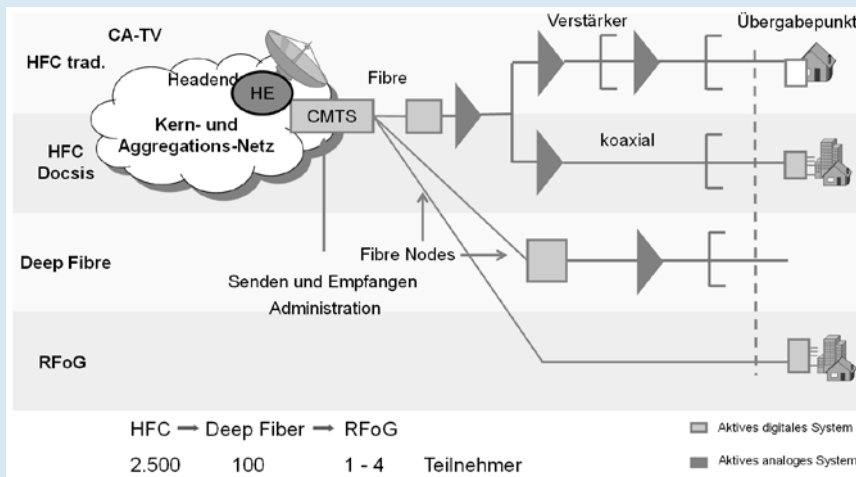 CA-TV
HFC trad.
Headend
HE
CMTS
Kern- und
Aggregations-Netz
Fibre
Verstärker
Übergabepunkt
HFC
Docsis
koaxial
Deep Fibre
Fibre Nodes
Senden und Empfangen
Administration
RFoG
HFC → Deep Fiber → RFoG
2.500 100 1 - 4 Teilnehmer
Aktives digitales System
Aktives analoges System